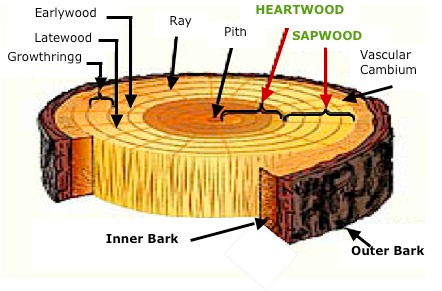 Earlywood
Latewood
Growthringg
Ray
Pith
HEARTWOOD
SAPWOOD
Vascular
Cambium
Inner Bark
Outer Bark